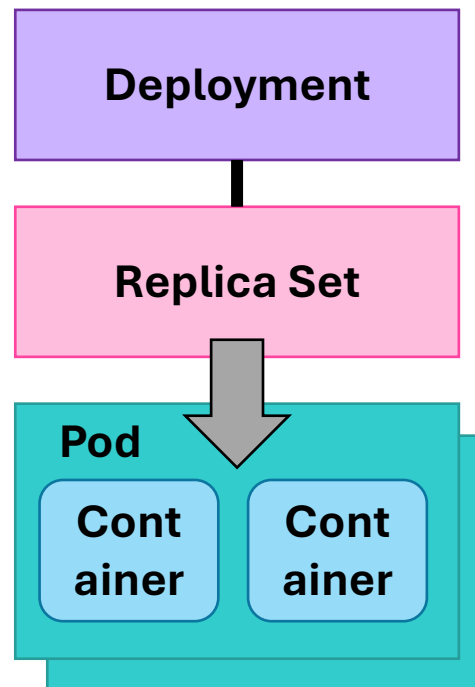 Deployment
Replica Set
Pod
Cont
ainer
Cont
ainer